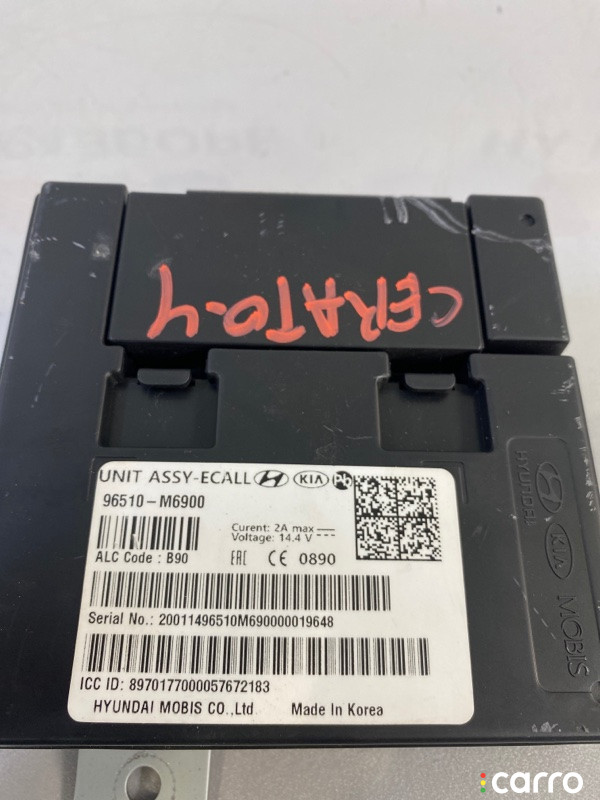 CERATO-4
UNIT ASSY-ECALL KIA Pb
96510-M6900
Curent: 2A max
Voltage: 14.4 V
ALC Code : B90
EAC CE 0890
Serial No.: 20011496510M690000019648
ICC ID: 8970177000057672183
HYUNDAI MOBIS CO.,Ltd Made In Korea
HYUNDAI KIA MOBIS
carro